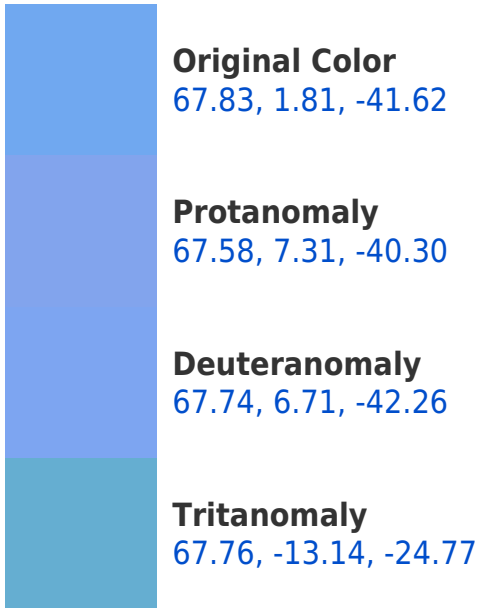 Original Color
67.83, 1.81, -41.62
Protanomaly
67.58, 7.31, -40.30
Deuteranomaly
67.74, 6.71, -42.26
Tritanomaly
67.76, -13.14, -24.77